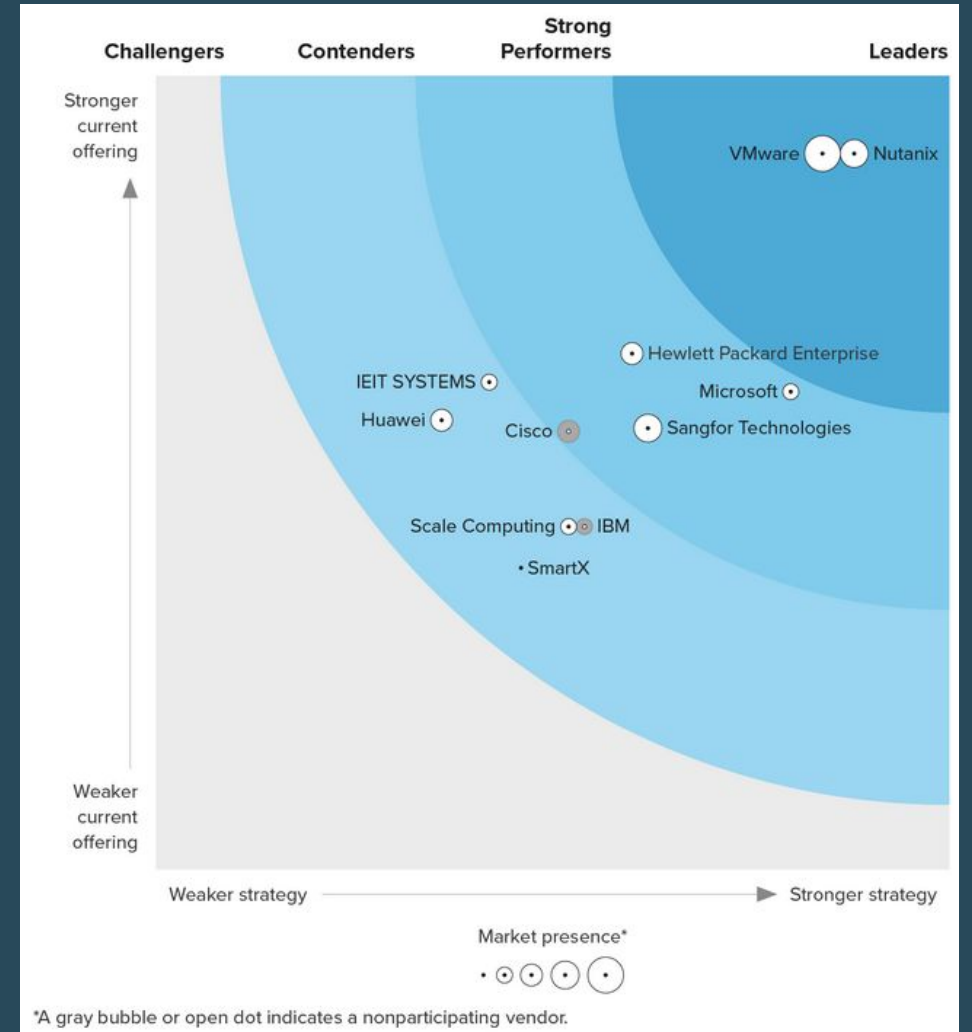 Challengers
Contenders
Strong
Performers
Leaders
Stronger
current
offering
VMware
Nutanix
Hewlett Packard Enterprise
IEIT SYSTEMS
Microsoft
Huawei
Cisco
Sangfor Technologies
Scale Computing
IBM
SmartX
Weaker
current
offering
Weaker strategy
Stronger strategy
Market presence*
*A gray bubble or open dot indicates a nonparticipating vendor.